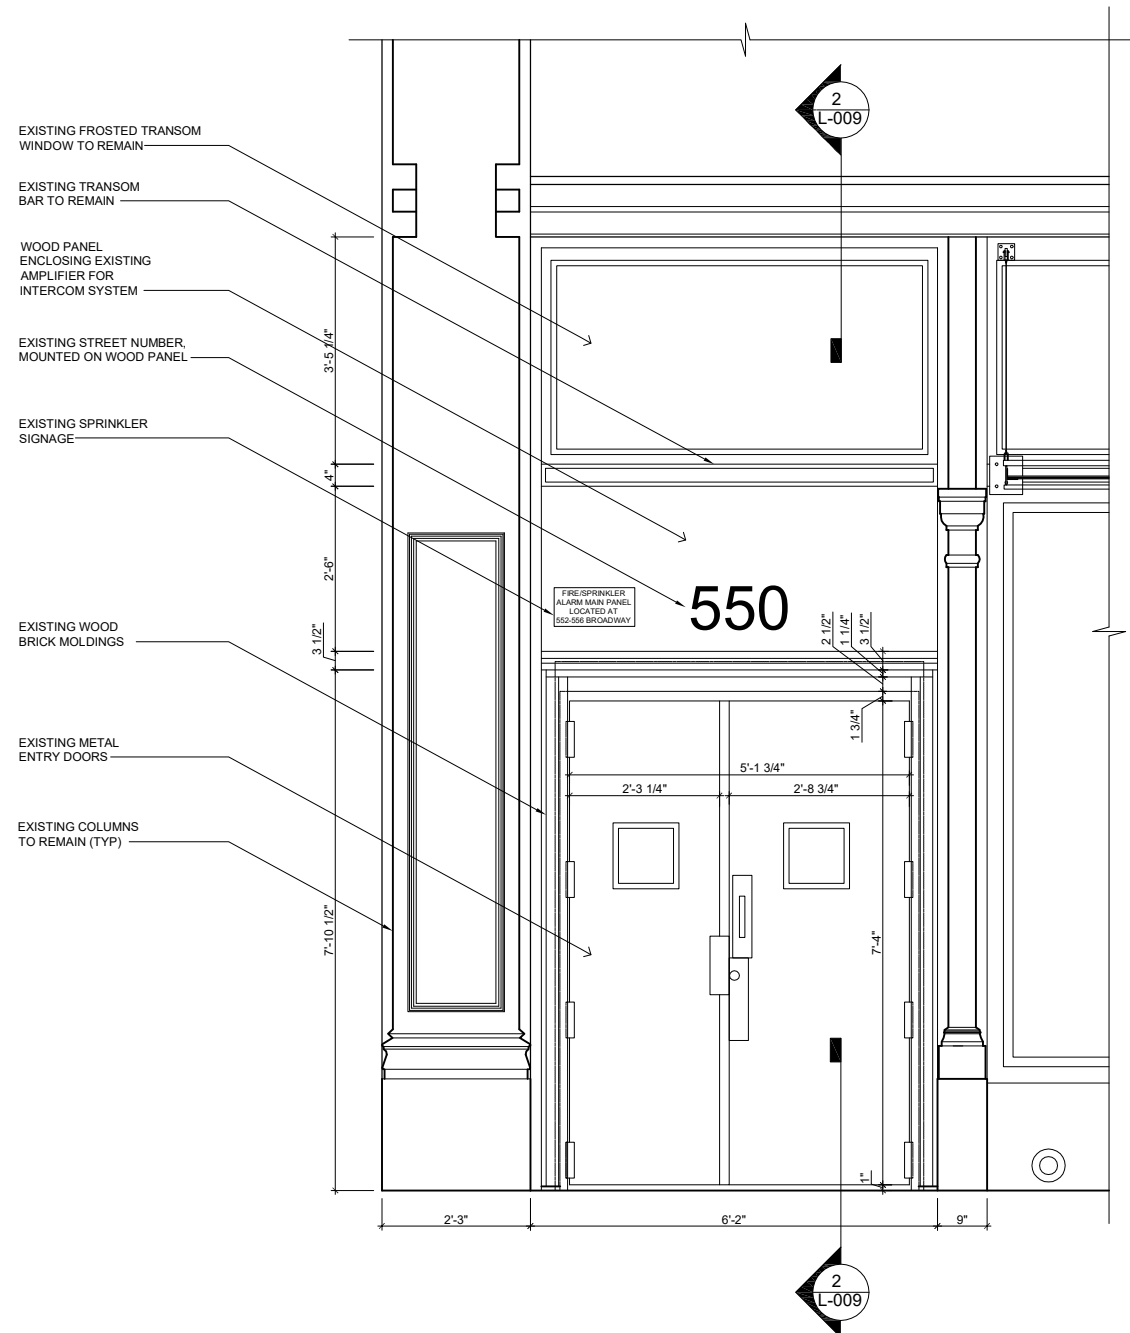 2
L-009
EXISTING FROSTED TRANSOM
WINDOW TO REMAIN
EXISTING TRANSOM
BAR TO REMAIN
WOOD PANEL
ENCLOSING EXISTING
AMPLIFIER FOR
INTERCOM SYSTEM
EXISTING STREET NUMBER,
MOUNTED ON WOOD PANEL
EXISTING SPRINKLER
SIGNAGE
EXISTING WOOD
BRICK MOLDINGS
EXISTING METAL
ENTRY DOORS
EXISTING COLUMNS
TO REMAIN (TYP)
3'-5 1/4"
4"
2'-6"
3 1/2"
7'-10 1/2"
FIRE/SPRINKLER
ALARM MAIN PANEL
LOCATED AT
552-556 BROADWAY
550
2 1/2"
1 1/4"
3 1/2"
1 3/4"
5'-1 3/4"
2'-3 1/4"
2'-8 3/4"
7'-4"
1"
2'-3"
6'-2"
9"
2
L-009